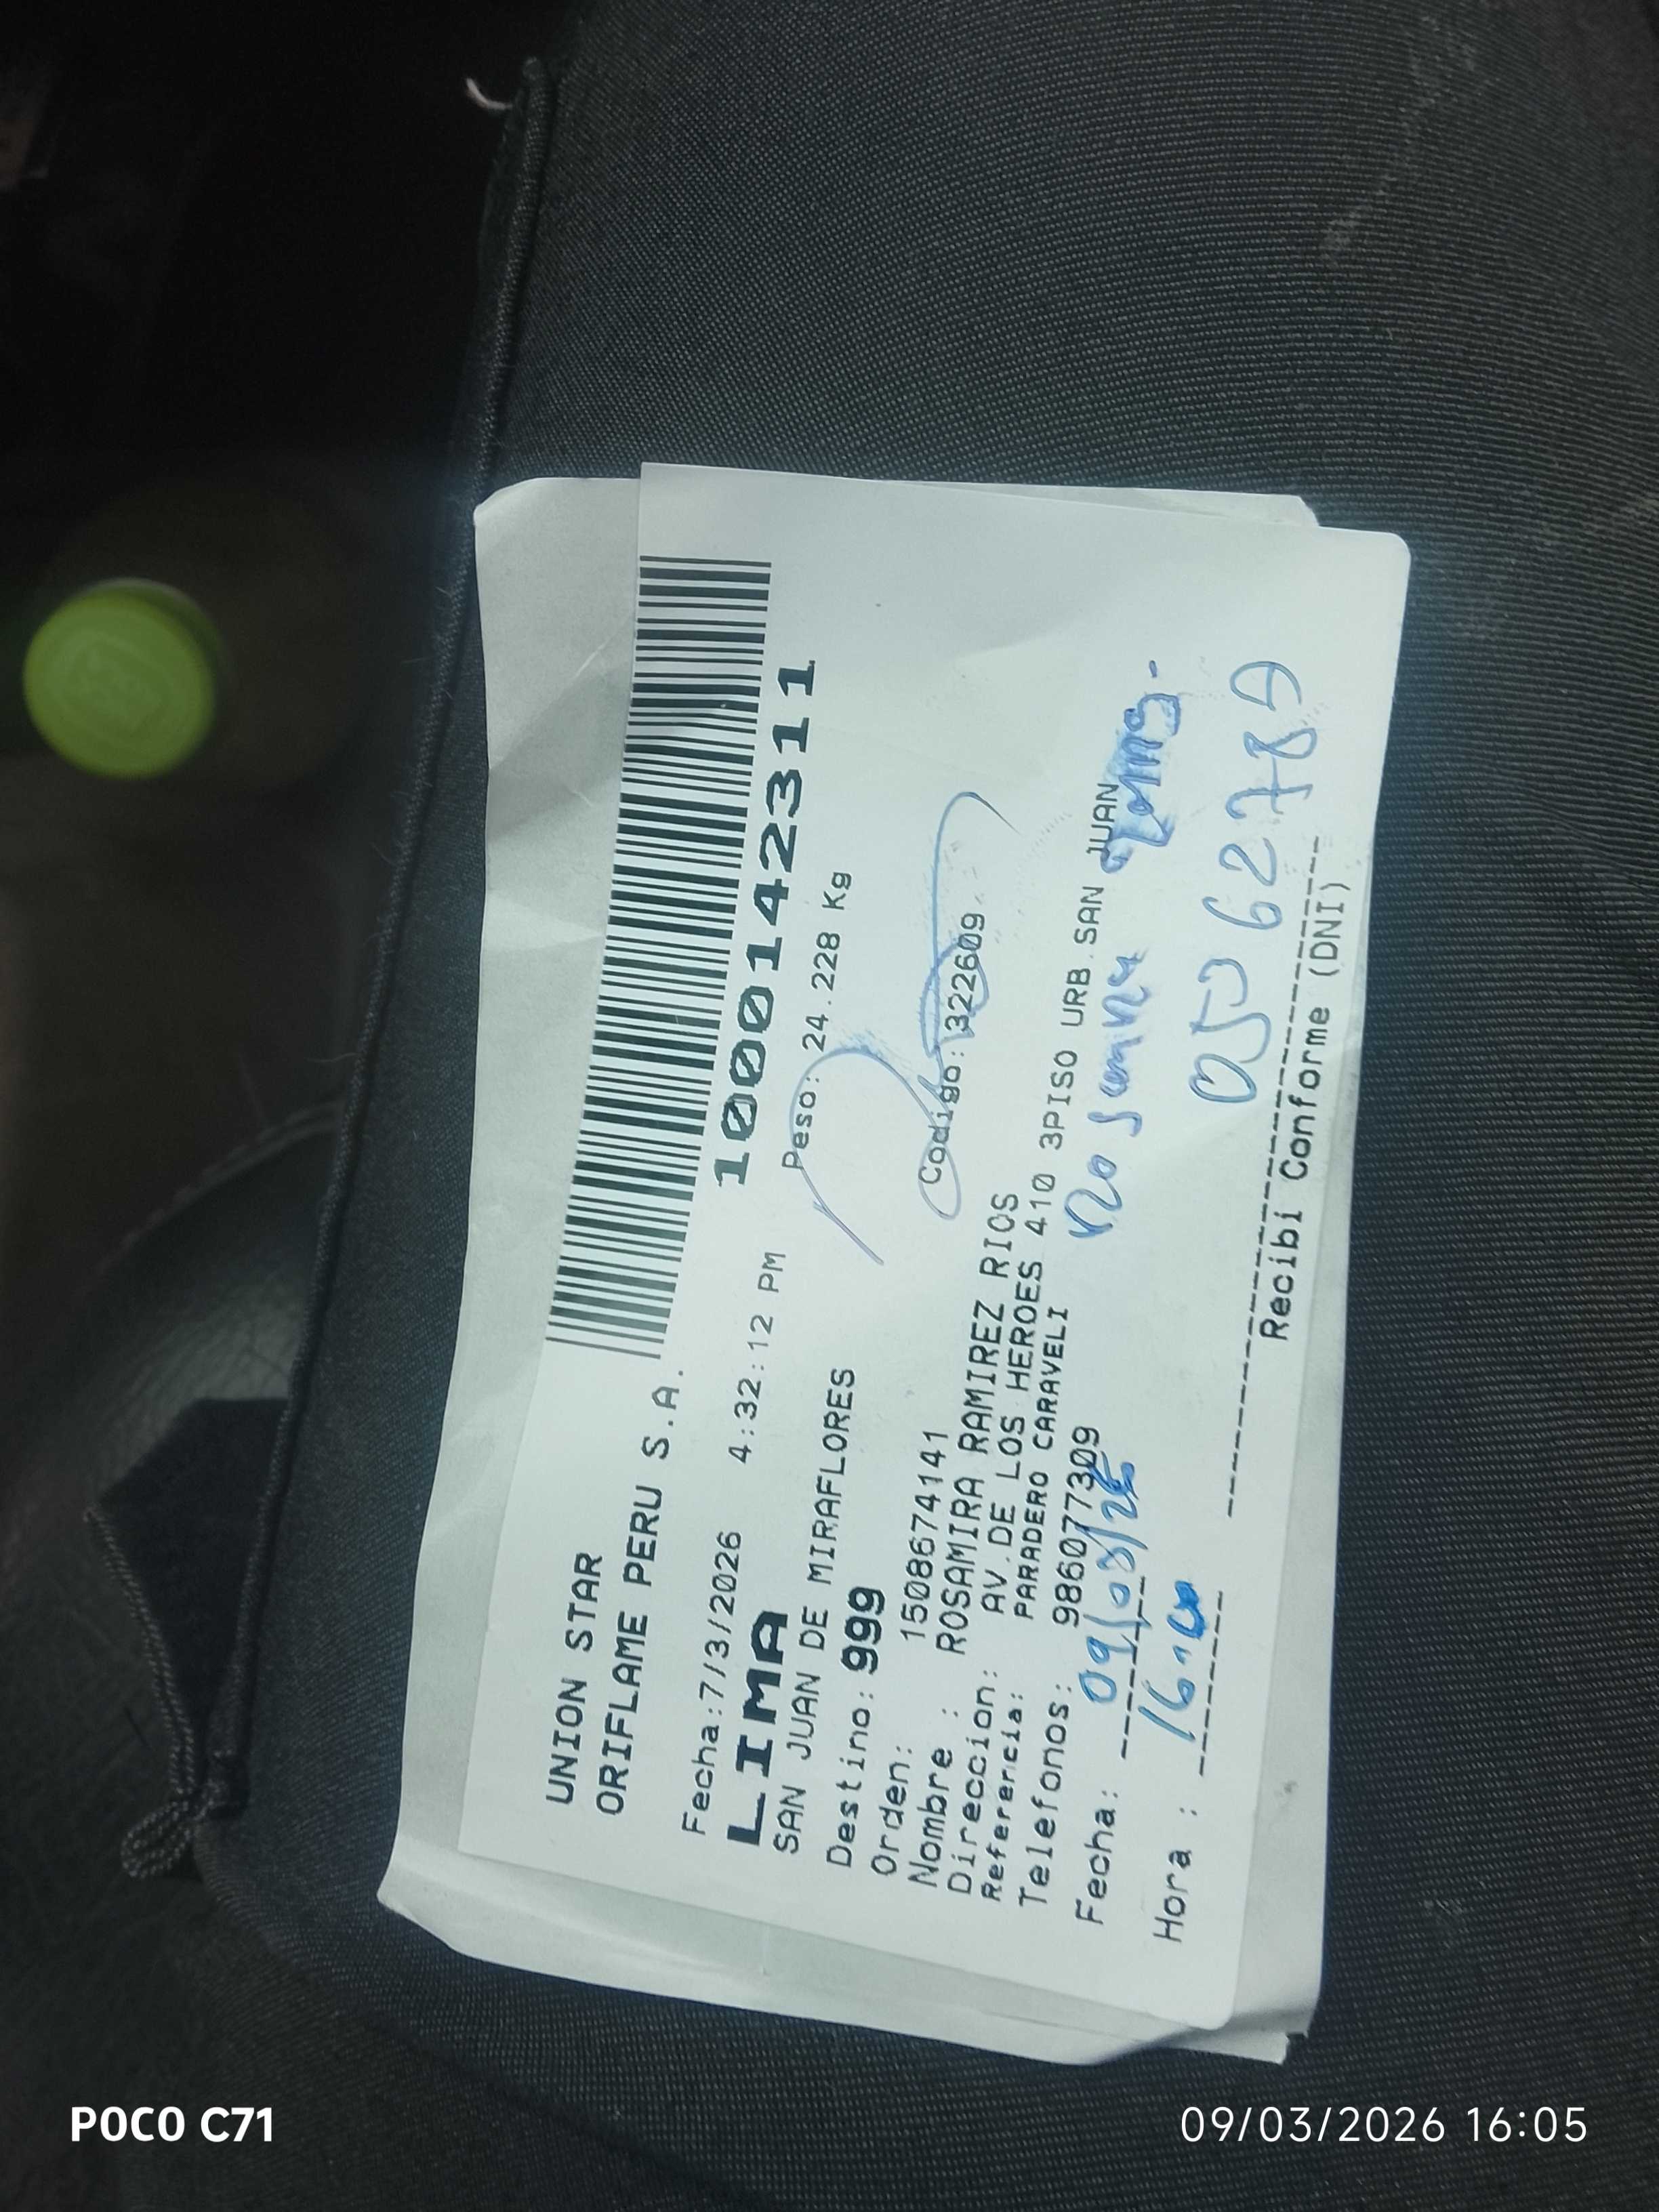 UNION STAR
ORIFLAME PERU S.A.
Fecha:7/3/2026 4:32:12 PM
1000142311
LIMA
Peso: 24.228 Kg
SAN JUAN DE MIRAFLORES
Destino: 999
Orden: 1508674141
Codigo: 322609
Nombre : ROSAMIRA RAMIREZ RIOS
Direccion: AV.DE LOS HEROES 410 3PISO URB.SAN JUAN
Referencia: PARADERO CARAVELI
Telefonos: 986077309
Rosamira
Fecha: 09/03/26
Hora : 16:00
Recibi Conforme (DNI)
POCO C71
09/03/2026 16:05